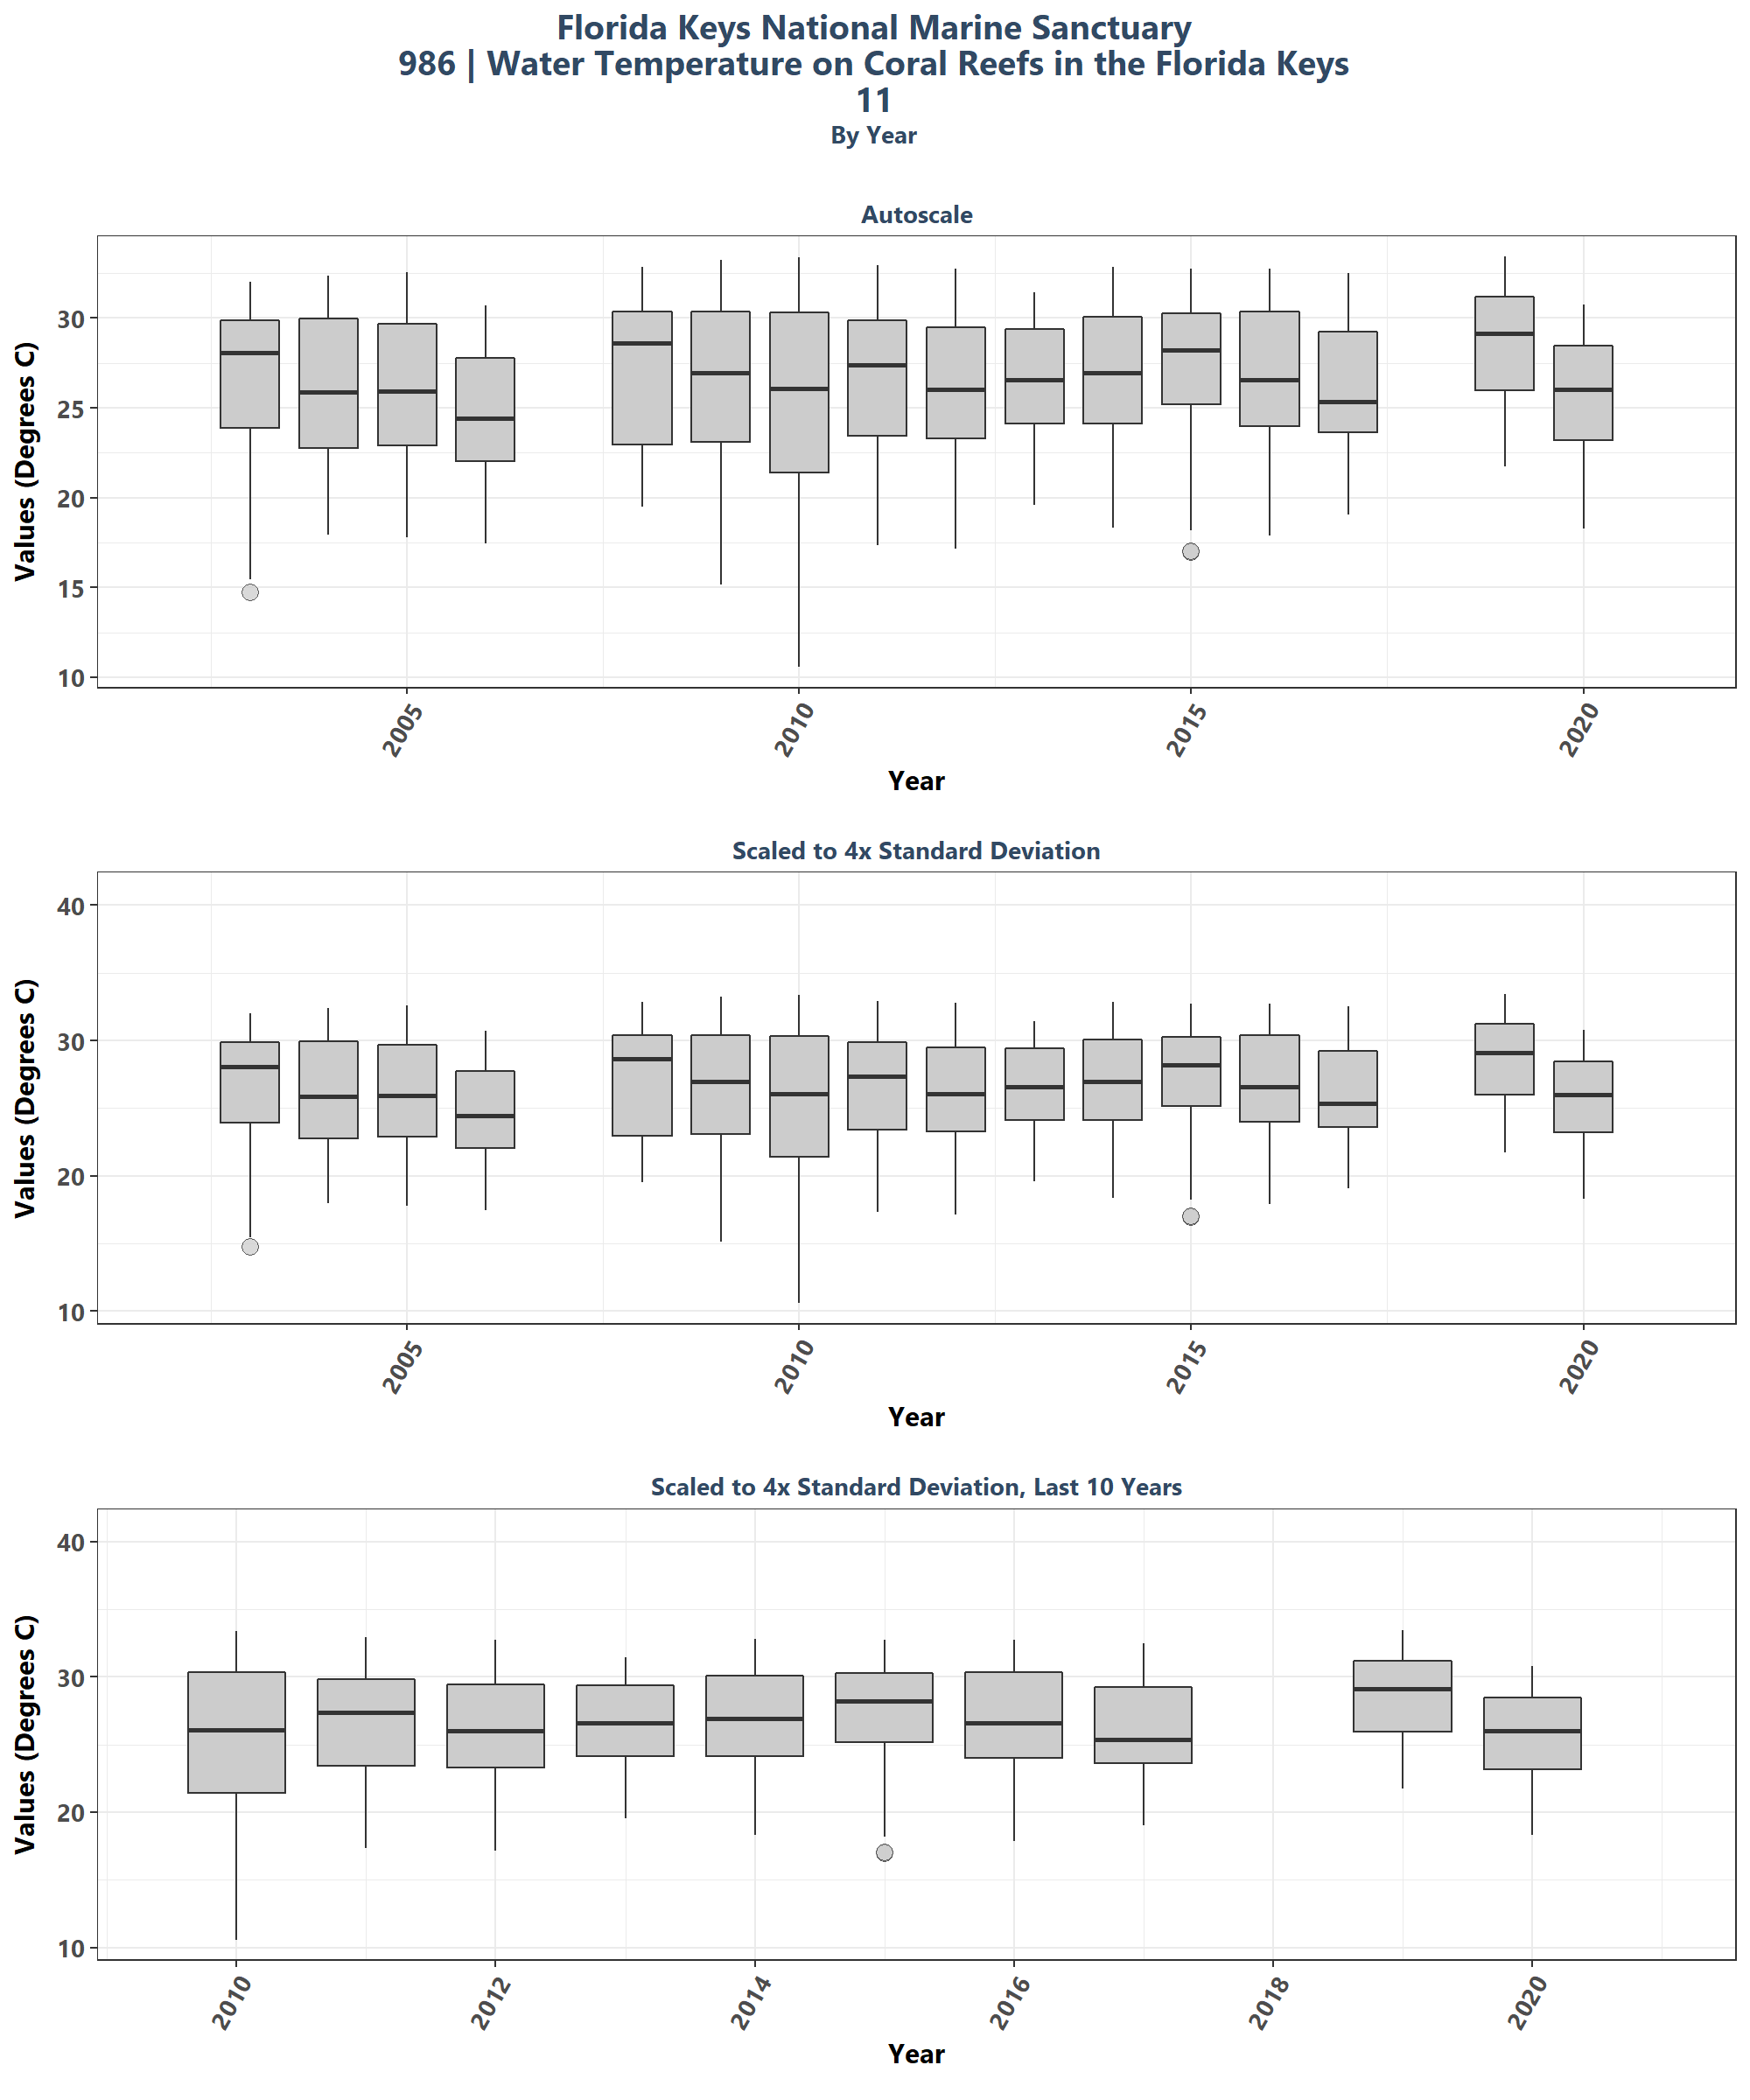 Florida Keys National Marine Sanctuary
986 | Water Temperature on Coral Reefs in the Florida Keys
11
By Year
Autoscale
Values (Degrees C)
30
25
20
15
10
2005
2010
2015
2020
Year
Scaled to 4x Standard Deviation
Values (Degrees C)
40
30
20
10
2005
2010
2015
2020
Year
Scaled to 4x Standard Deviation, Last 10 Years
Values (Degrees C)
40
30
20
10
2010
2012
2014
2016
2018
2020
Year